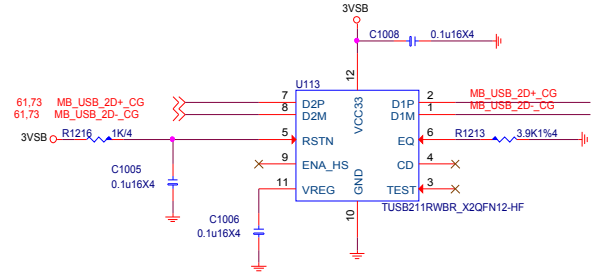 3VSB
C1008 0.1u16X4
U113
12
VCC33
61,73 MB_USB_2D+_CG 7 D2P D1P 2 MB_USB_2D+_CG
61,73 MB_USB_2D-_CG 8 D2M D1M 1 MB_USB_2D-_CG
3VSB R1216 1K/4 5 RSTN EQ 6 R1213 3.9K1%4
9 ENA_HS CD 4
C1005
0.1u16X4
11 VREG GND TEST 3
TUSB211RWBR_X2QFN12-HF
10
C1006
0.1u16X4